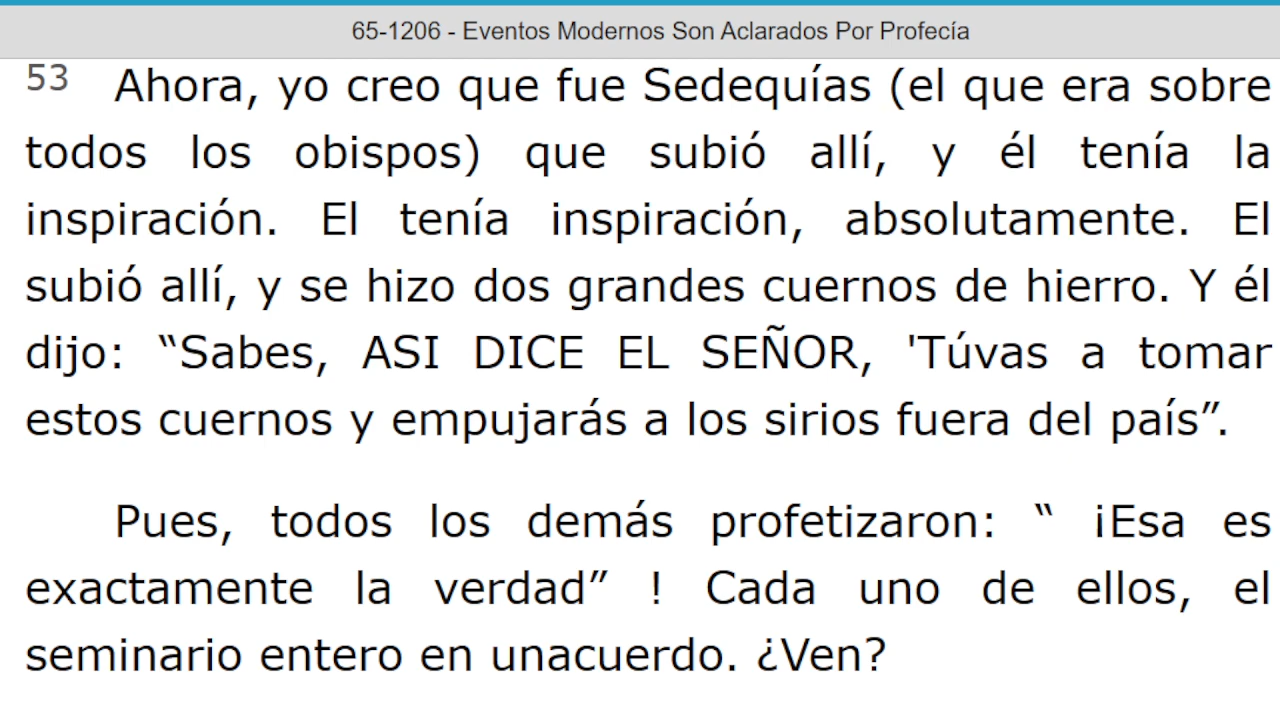 65-1206 - Eventos Modernos Son Aclarados Por Profecía
53 Ahora, yo creo que fue Sedequías (el que era sobre
todos los obispos) que subió allí, y él tenía la
inspiración. El tenía inspiración, absolutamente. El
subió allí, y se hizo dos grandes cuernos de hierro. Y él
dijo: “Sabes, ASI DICE EL SEÑOR, 'Túvas a tomar
estos cuernos y empujarás a los sirios fuera del país”.
Pues, todos los demás profetizaron: “ ¡Esa es
exactamente la verdad” ! Cada uno de ellos, el
seminario entero en unacuerdo. ¿Ven?